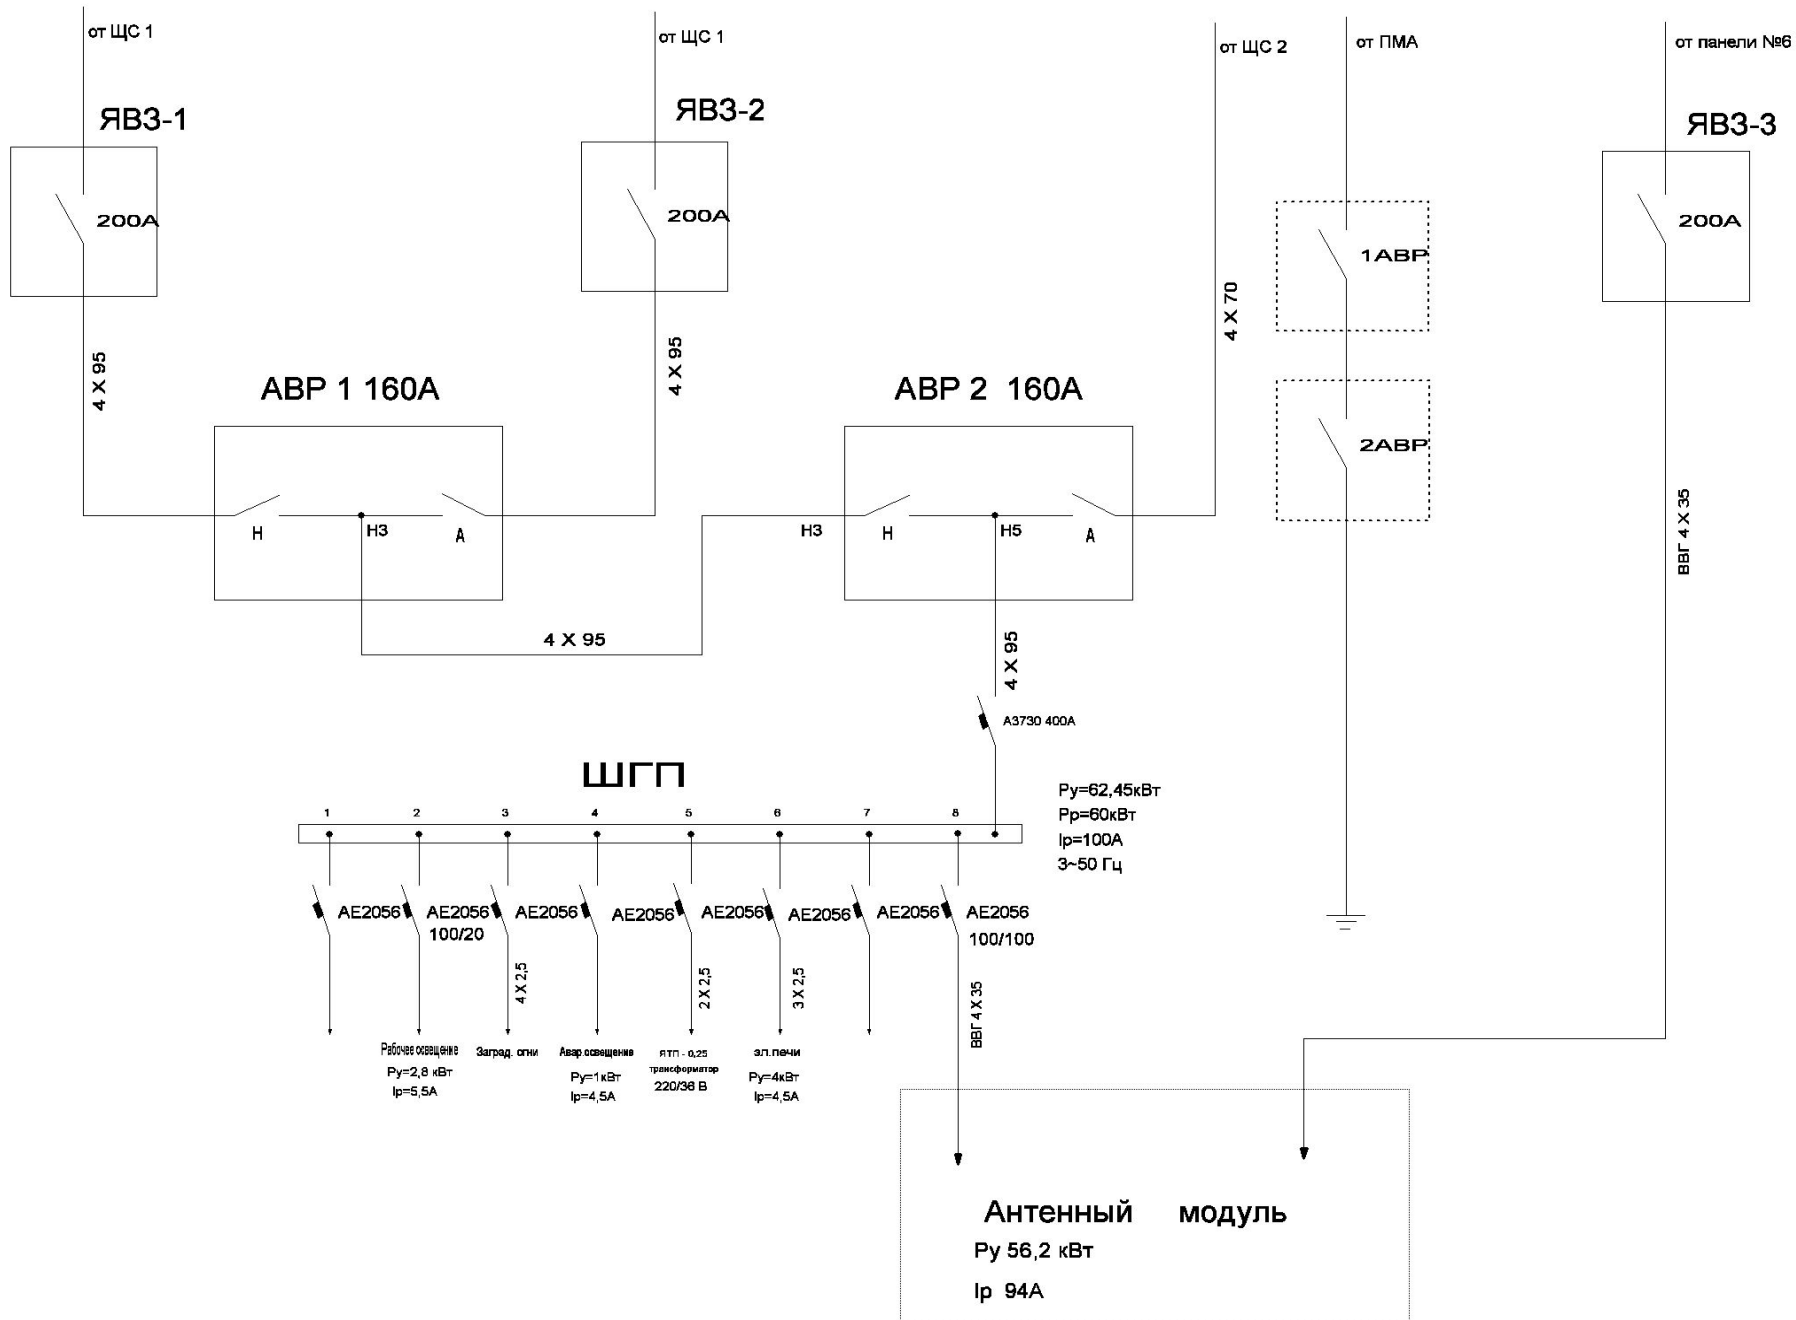 от ЩС 1
от ЩС 1
от ЩС 2
от ПМА
от панели №6
ЯВЗ-1
ЯВЗ-2
ЯВЗ-3
200А
200А
200А
1АВР
2АВР
4 X 95
4 X 95
4 X 70
ВВГ 4 X 35
АВР 1 160А
АВР 2 160А
Н
Н3
А
Н3
Н
Н5
А
4 X 95
4 X 95
А3730 400А
ШГП
Ру=62,45кВт
Рр=60кВт
Iр=100А
3~50 Гц
1
2
3
4
5
6
7
8
АЕ2056
АЕ2056
100/20
АЕ2056
АЕ2056
АЕ2056
АЕ2056
АЕ2056
АЕ2056
100/100
4 X 2,5
2 X 2,5
3 X 2,5
ВВГ 4 X 35
Рабочее освещение
Ру=2,8 кВт
Iр=5,5А
Заград. огни
Авар.освещение
Ру=1кВт
Iр=4,5А
ЯТП - 0,25
трансформатор
220/36 В
эл.печи
Ру=4кВт
Iр=4,5А
Антенный модуль
Ру 56,2 кВт
Iр 94А